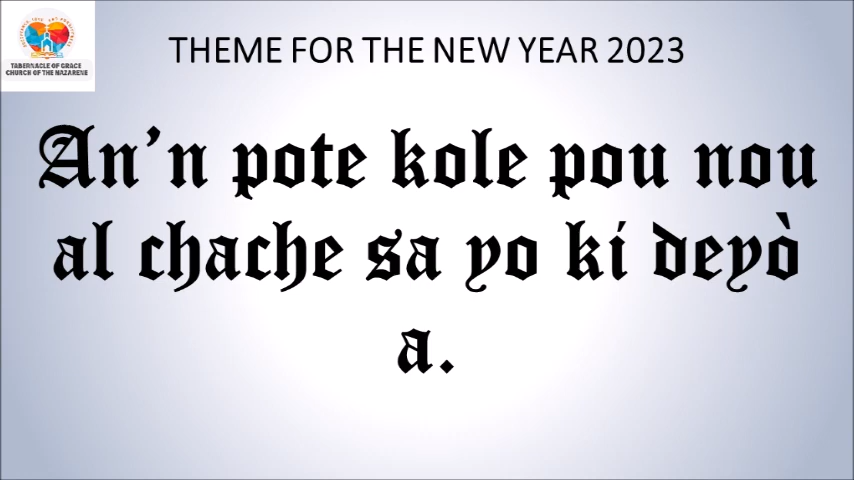 TABERNACLE OF GRACE
CHURCH OF THE NAZARENE
THEME FOR THE NEW YEAR 2023
An’n pote kole pou nou
al chache sa yo ki deyò
a.